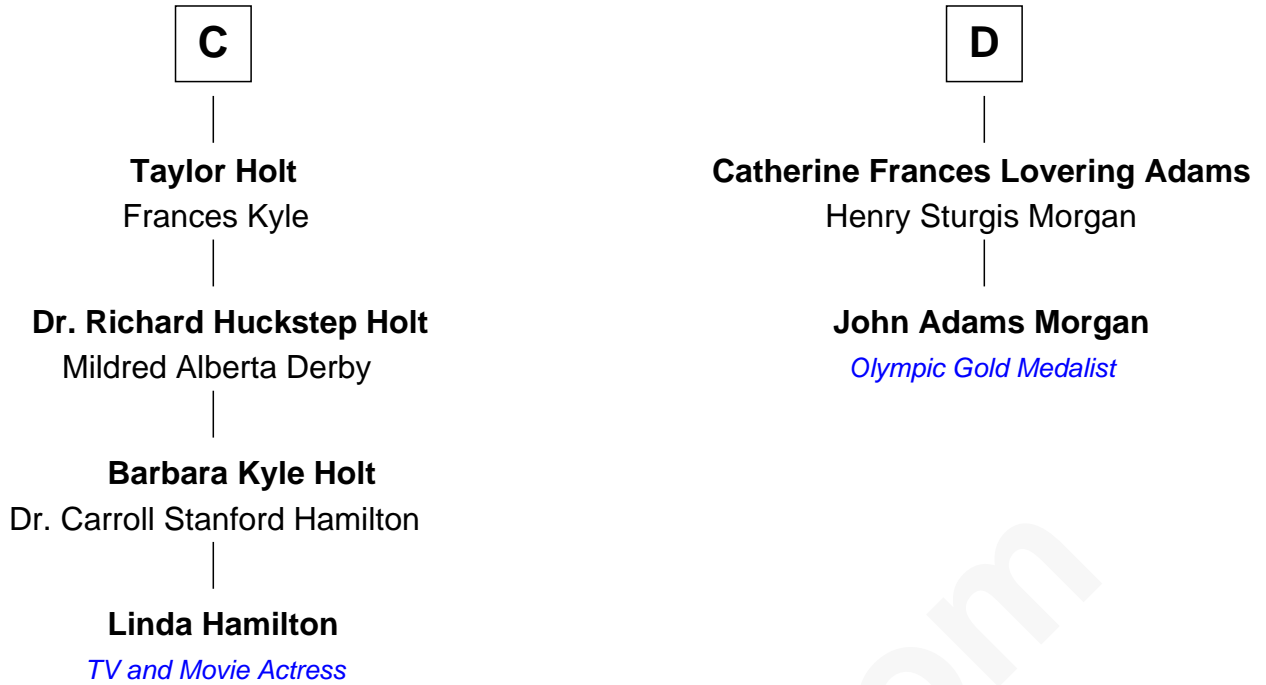 C
Taylor Holt
Frances Kyle
Dr. Richard Huckstep Holt
Mildred Alberta Derby
Barbara Kyle Holt
Dr. Carroll Stanford Hamilton
Linda Hamilton
TV and Movie Actress
D
Catherine Frances Lovering Adams
Henry Sturgis Morgan
John Adams Morgan
Olympic Gold Medalist
om